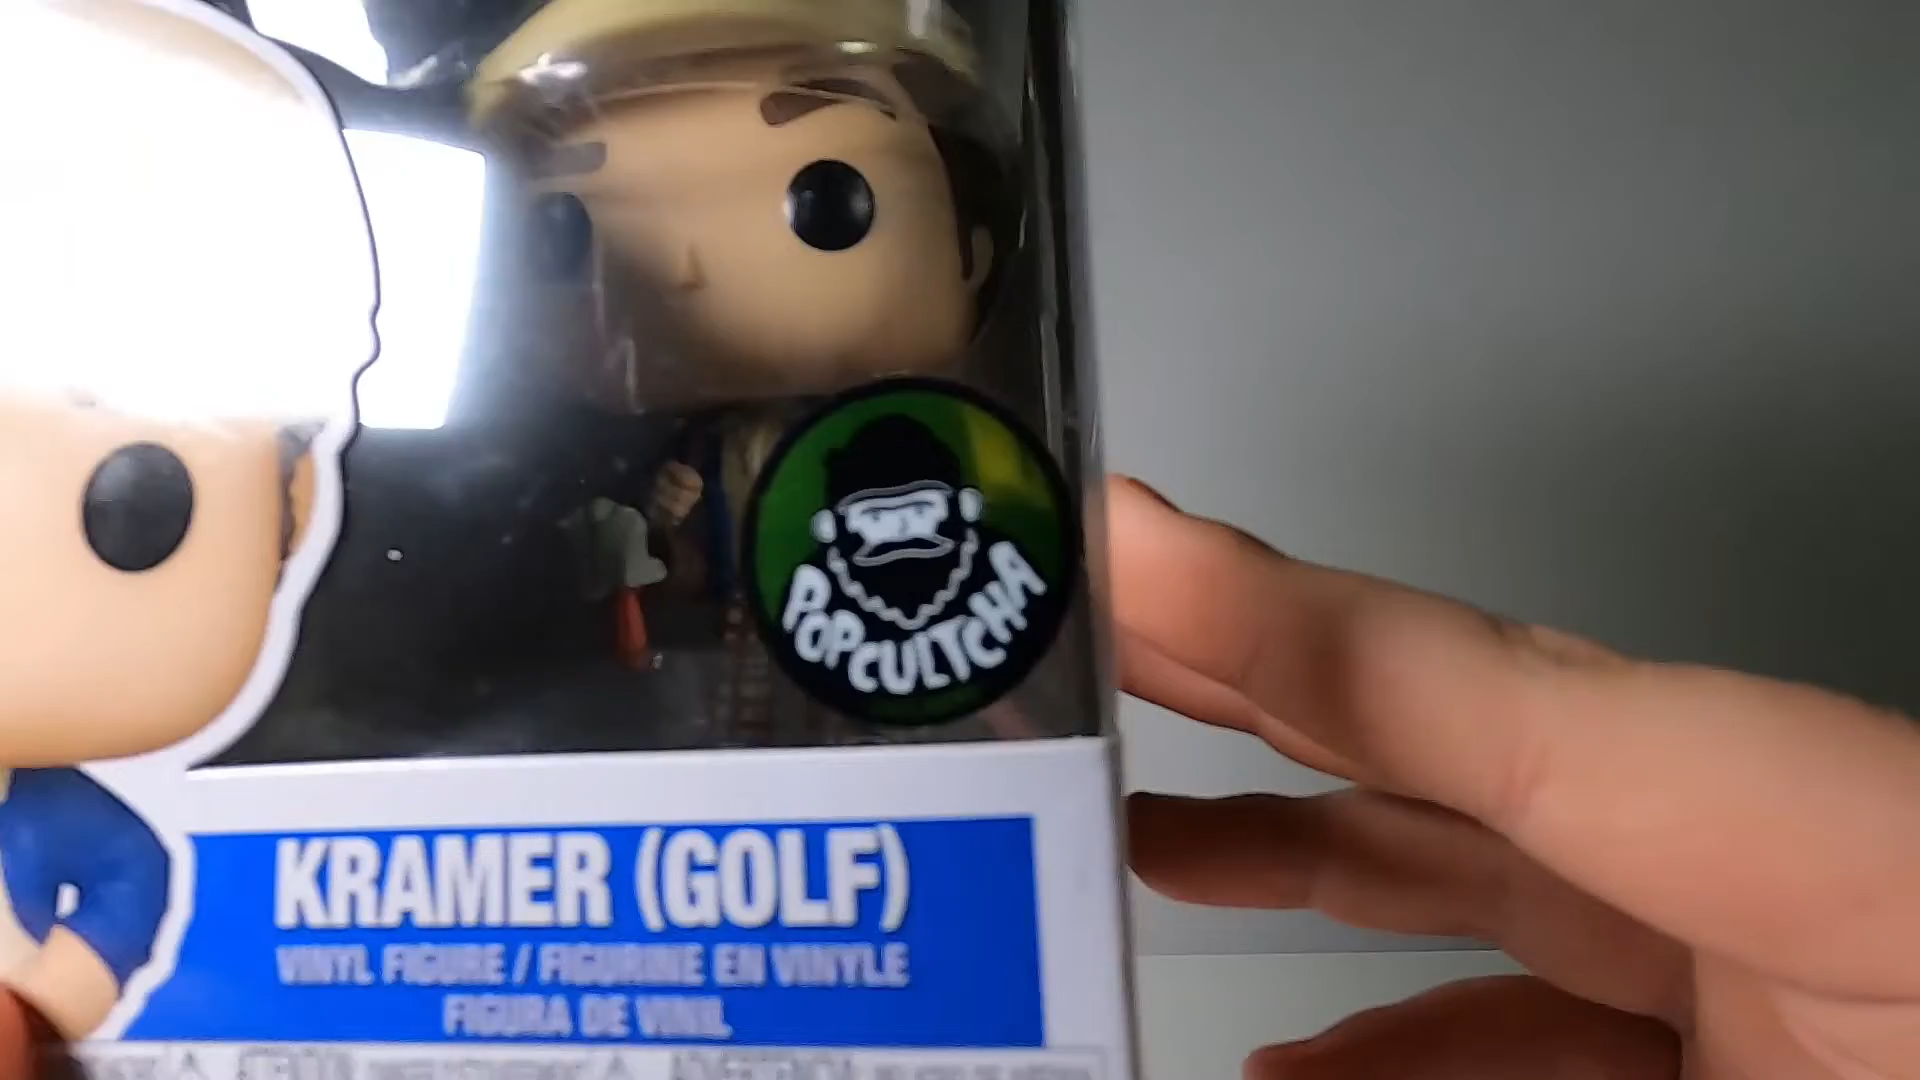 POPCULTCHA
KRAMER (GOLF)
VINYL FIGURE / FIGURINE EN VINYLE
FIGURA DE VINIL